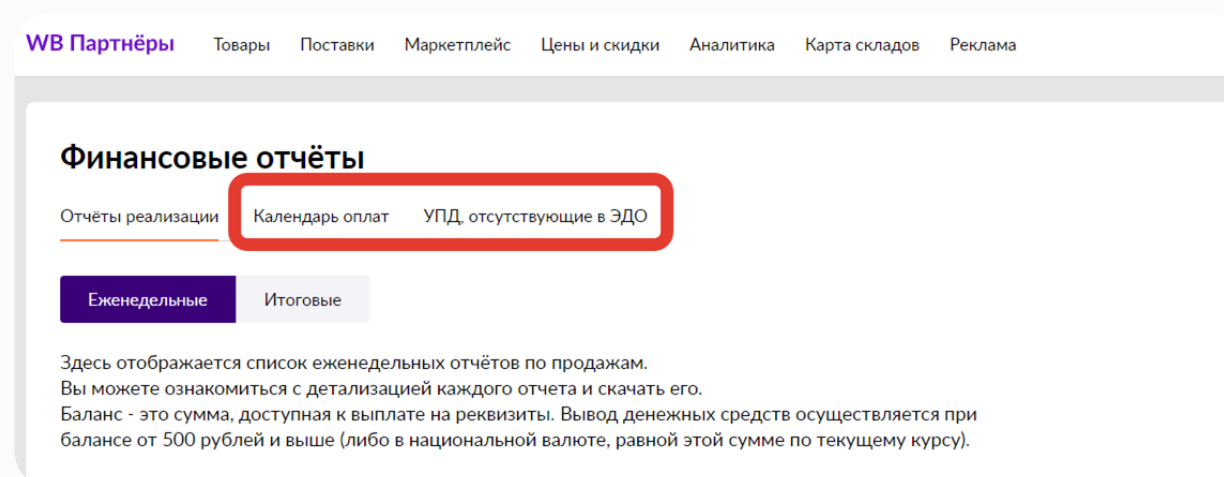 WB Партнёры Товары Поставки Маркетплейс Цены и скидки Аналитика Карта складов Реклама
Финансовые отчёты
Отчёты реализации Календарь оплат УПД, отсутствующие в ЭДО
Еженедельные Итоговые
Здесь отображается список еженедельных отчётов по продажам.
Вы можете ознакомиться с детализацией каждого отчета и скачать его.
Баланс - это сумма, доступная к выплате на реквизиты. Вывод денежных средств осуществляется при
балансе от 500 рублей и выше (либо в национальной валюте, равной этой сумме по текущему курсу).